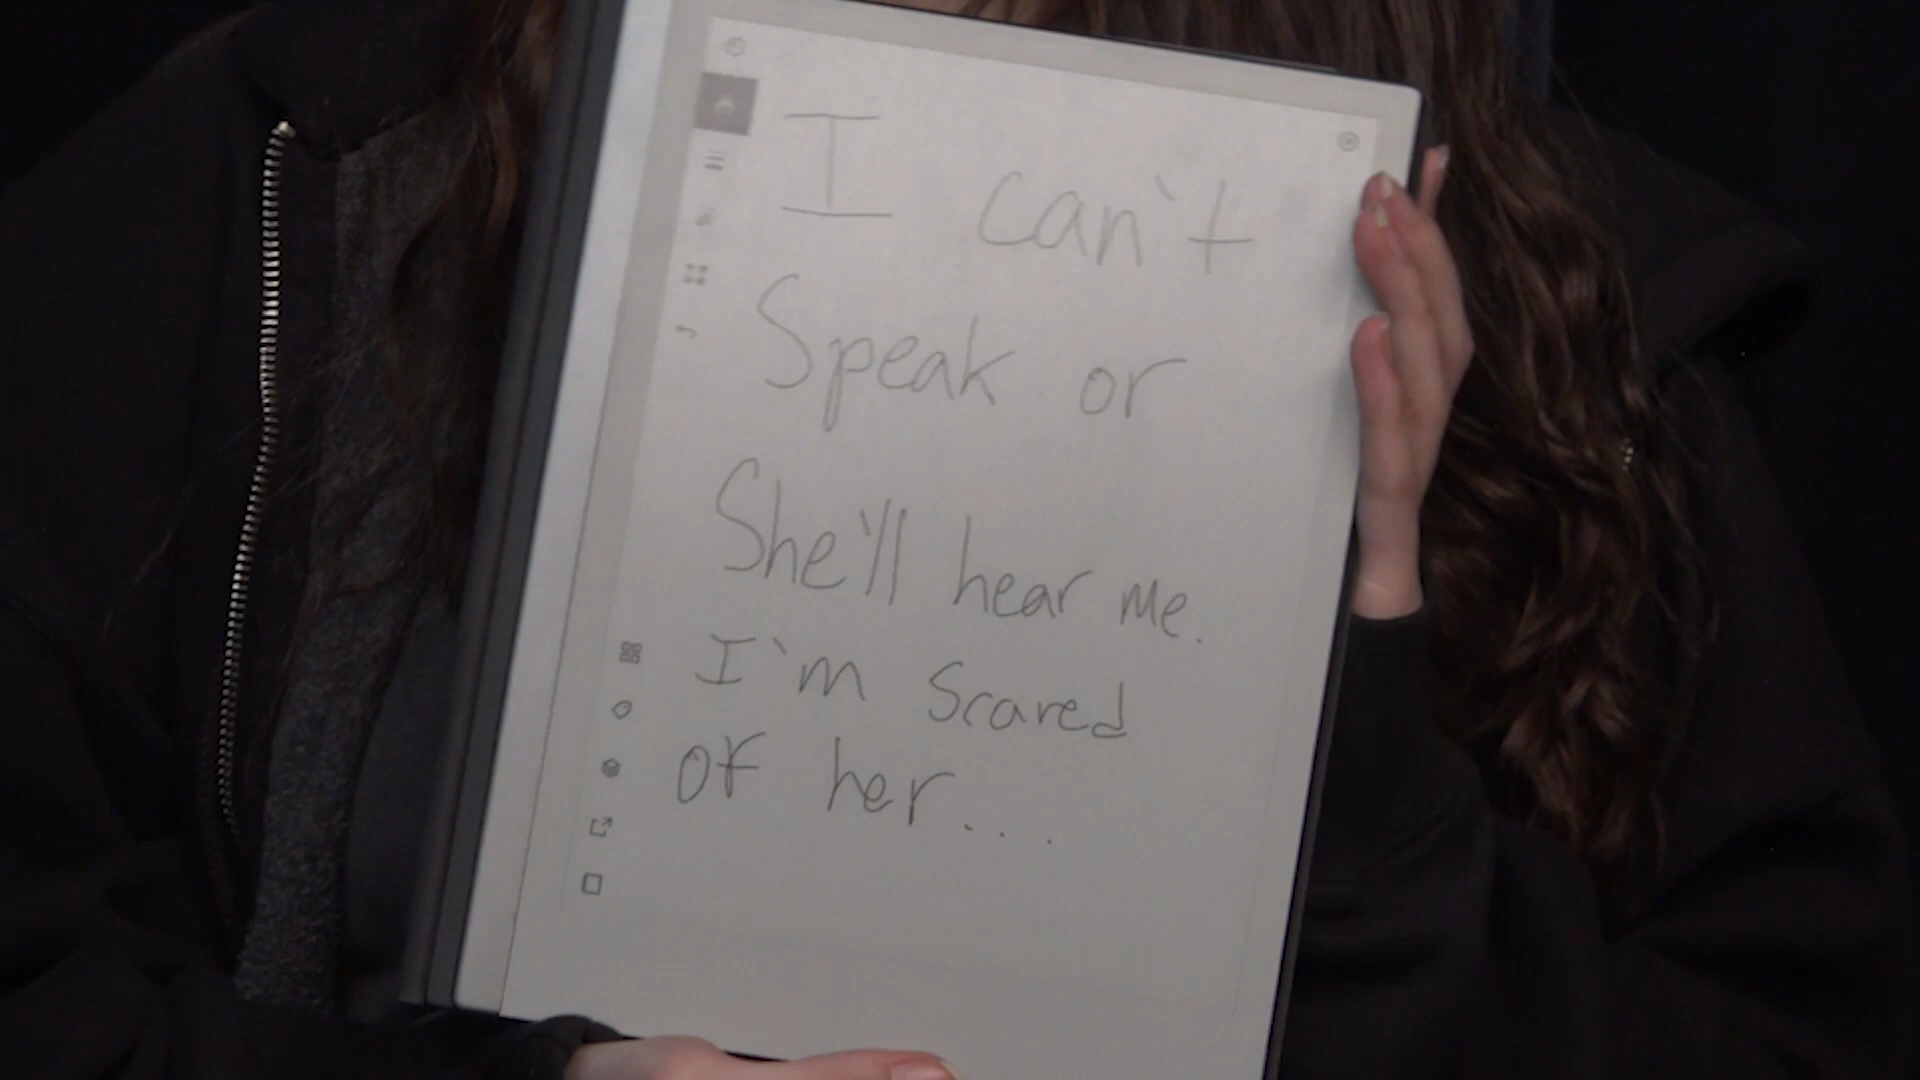 I can't
Speak or
She'll hear me.
I'm Scared
of her...